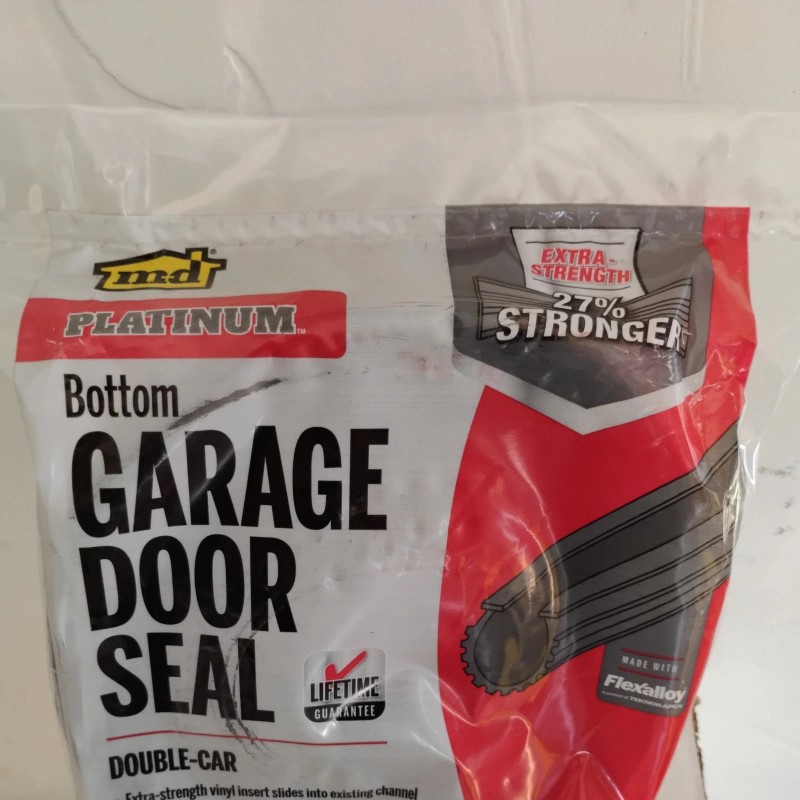 md®
PLATINUM™
EXTRA-
STRENGTH
27%
STRONGER
Bottom
GARAGE
DOOR
SEAL
LIFETIME
GUARANTEE
MADE WITH
Flexalloy
DOUBLE-CAR
Extra-strength vinyl insert slides into existing channel